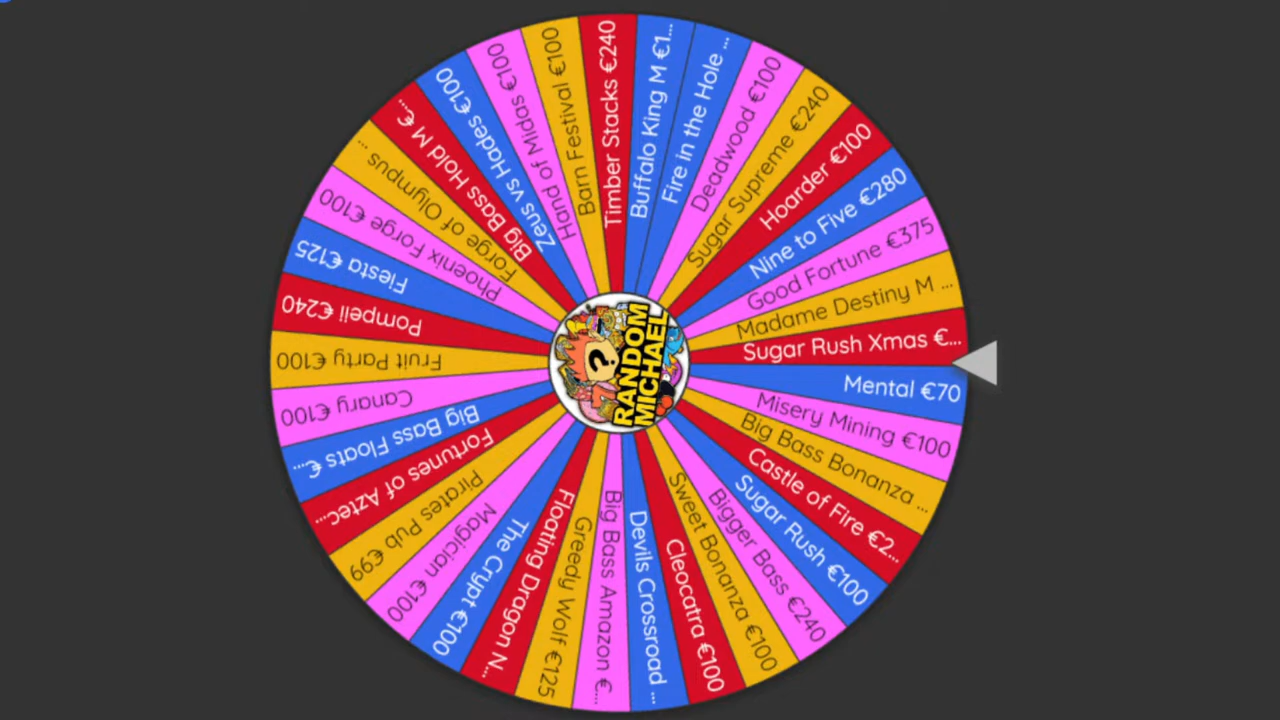 Timber Stacks €240
Buffalo King M €1...
Fire in the Hole ...
Deadwood €100
Sugar Supreme €240
Hoarder €100
Nine to Five €280
Good Fortune €375
Madame Destiny M ...
Sugar Rush Xmas €...
Mental €70
Misery Mining €100
Big Bass Bonanza ...
Castle of Fire €2...
Sugar Rush €100
Bigger Bass €240
Sweet Bonanza €100
Cleocatra €100
Devils Crossroad ...
Big Bass Amazon €...
Greedy Wolf €125
Floating Dragon N...
The Crypt €100
Magician €100
Pirates Pub €99
Fortunes of Aztec...
Big Bass Floats €...
Canary €100
Fruit Party €100
Pompeii €240
Fiesta €125
Phoenix Forge €100
Forge of Olympus ...
Big Bass Hold M €...
Zeus vs Hades €100
Hand of Midas €100
Barn Festival €100
?
7
RANDOM
MICHAEL